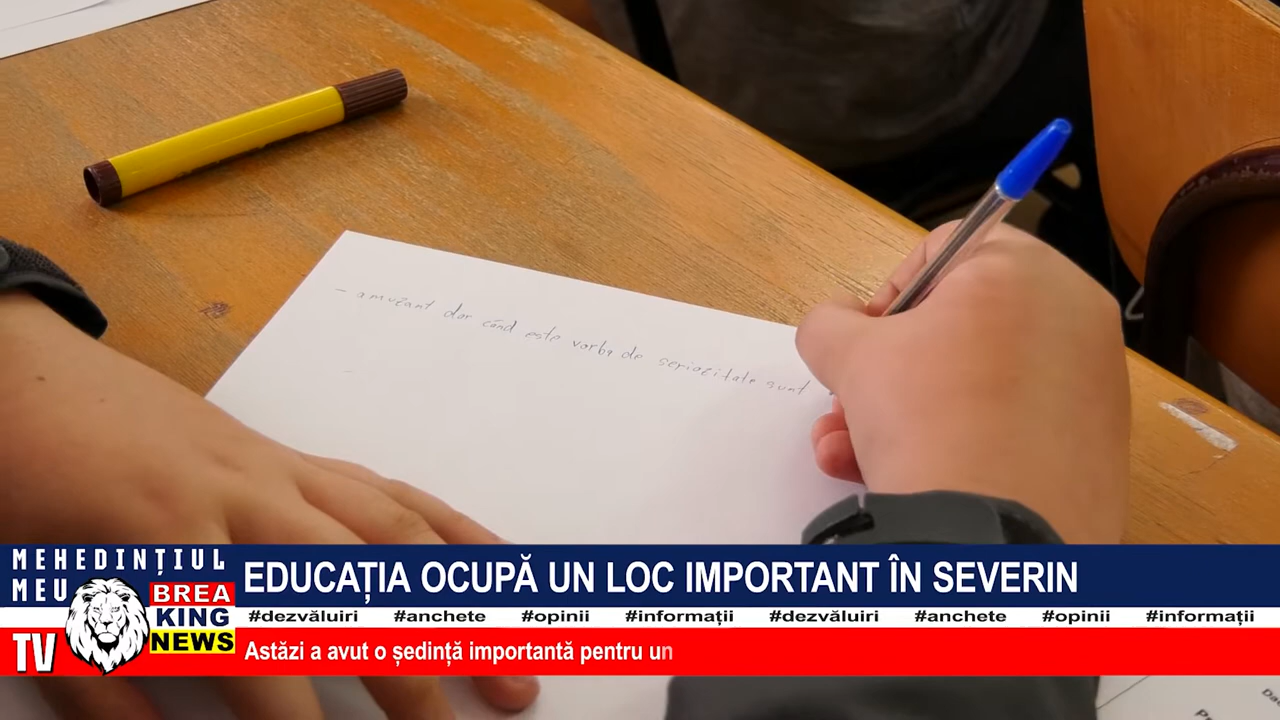 - amuzant dar când este vorba de seriozitate sunt
MEHEDINȚIUL
MEU
BREA
KING
NEWS
TV
EDUCAȚIA OCUPĂ UN LOC IMPORTANT ÎN SEVERIN
#dezvăluiri #anchete #opinii #informații #dezvăluiri #anchete #opinii #informații
Astăzi a avut o ședință importantă pentru un